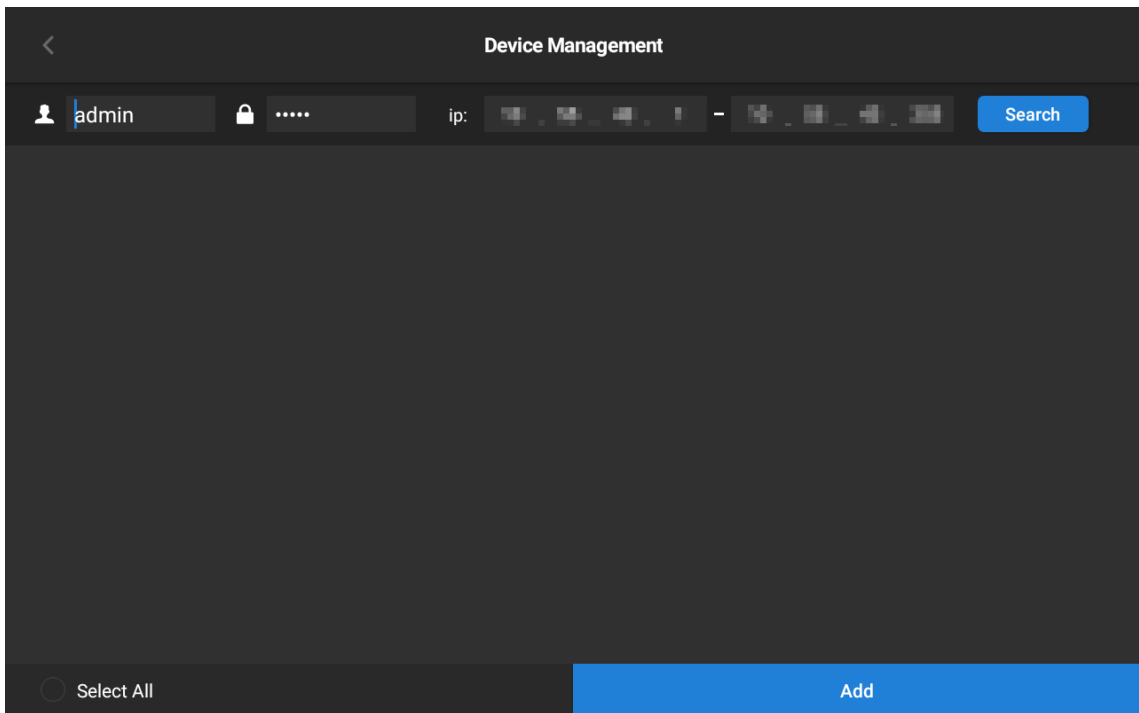 Device Management
admin ••••• ip: - Search
Select All Add